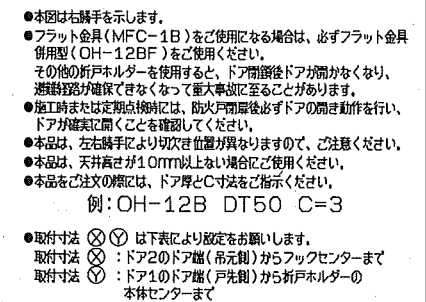 ●本図は右勝手を示します。
●フラット金具(MFC-1B)をご使用になる場合は、必ずフラット金具
併用型(OH-12BF)をご使用ください。
その他の折戸ホルダーを使用すると、ドア閉鎖後ドアが開かなくなり、
避難経路が確保できなくなって重大事故に至ることがあります。
●施工時または定期点検時には、防火戸閉扉後必ずドアの開き動作を行い、
ドアが確実に開くことを確認してください。
●本品は、左右勝手により切欠き位置が異なりますので、ご注意ください。
●本品は、天井高さが10mm以上ない場合にご使用ください。
●本品をご注文の際には、ドア厚とC寸法をご指示ください。
例:OH-12B DT50 C=3
●取付寸法 Ⓧ Ⓨ は下表により設定をお願いします。
取付寸法 Ⓧ :ドア2のドア端(吊元側)からフックセンターまで
取付寸法 Ⓨ :ドア1のドア端(戸先側)から折戸ホルダーの
本体センターまで